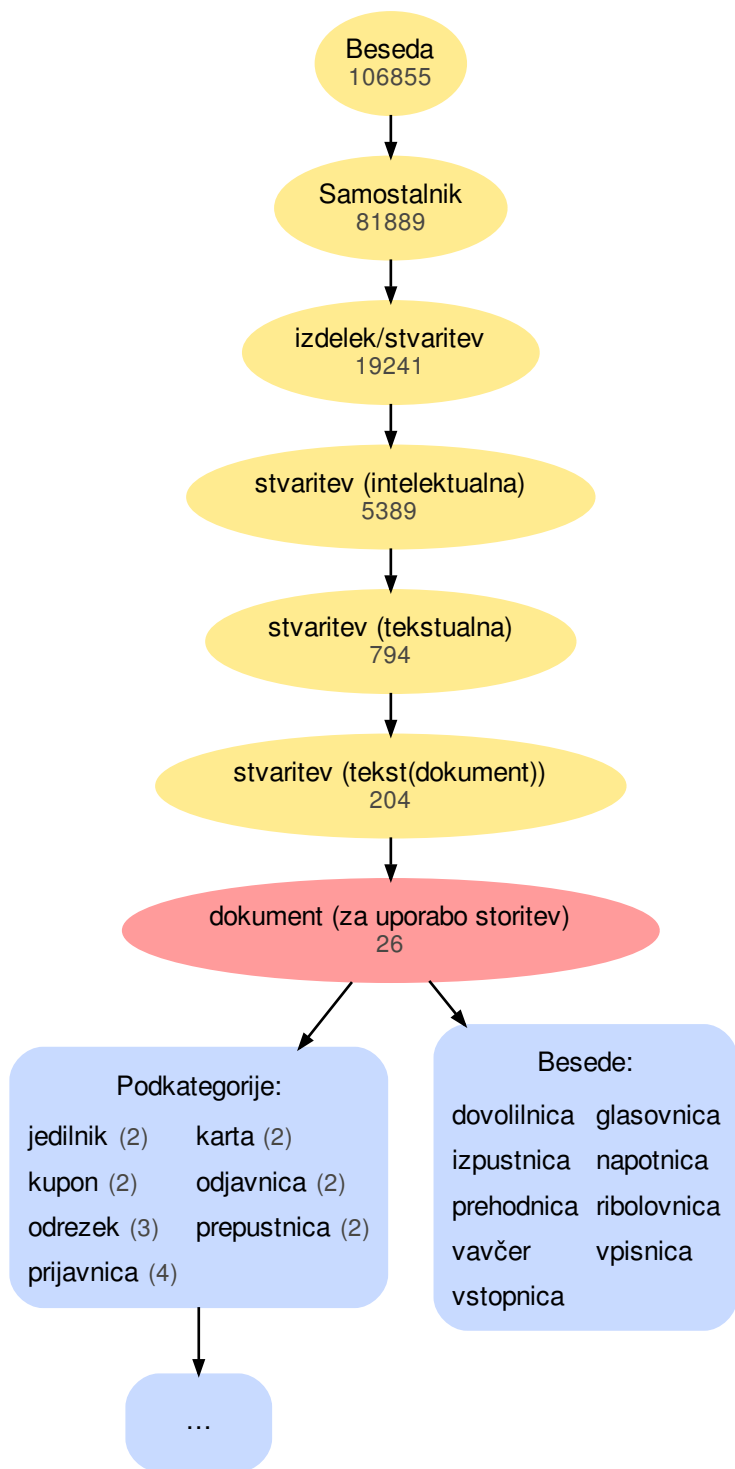 Beseda
106855
Samostalnik
81889
izdelek/stvaritev
19241
stvaritev (intelektualna)
5389
stvaritev (tekstualna)
794
stvaritev (tekst(dokument))
204
dokument (za uporabo storitev)
26
Podkategorije:
jedilnik (2) karta (2)
kupon (2) odjavnica (2)
odrezek (3) prepustnica (2)
prijavnica (4)
...
Besede:
dovolilnica glasovnica
izpustnica napotnica
prehodnica ribolovnica
vavčer vpisnica
vstopnica